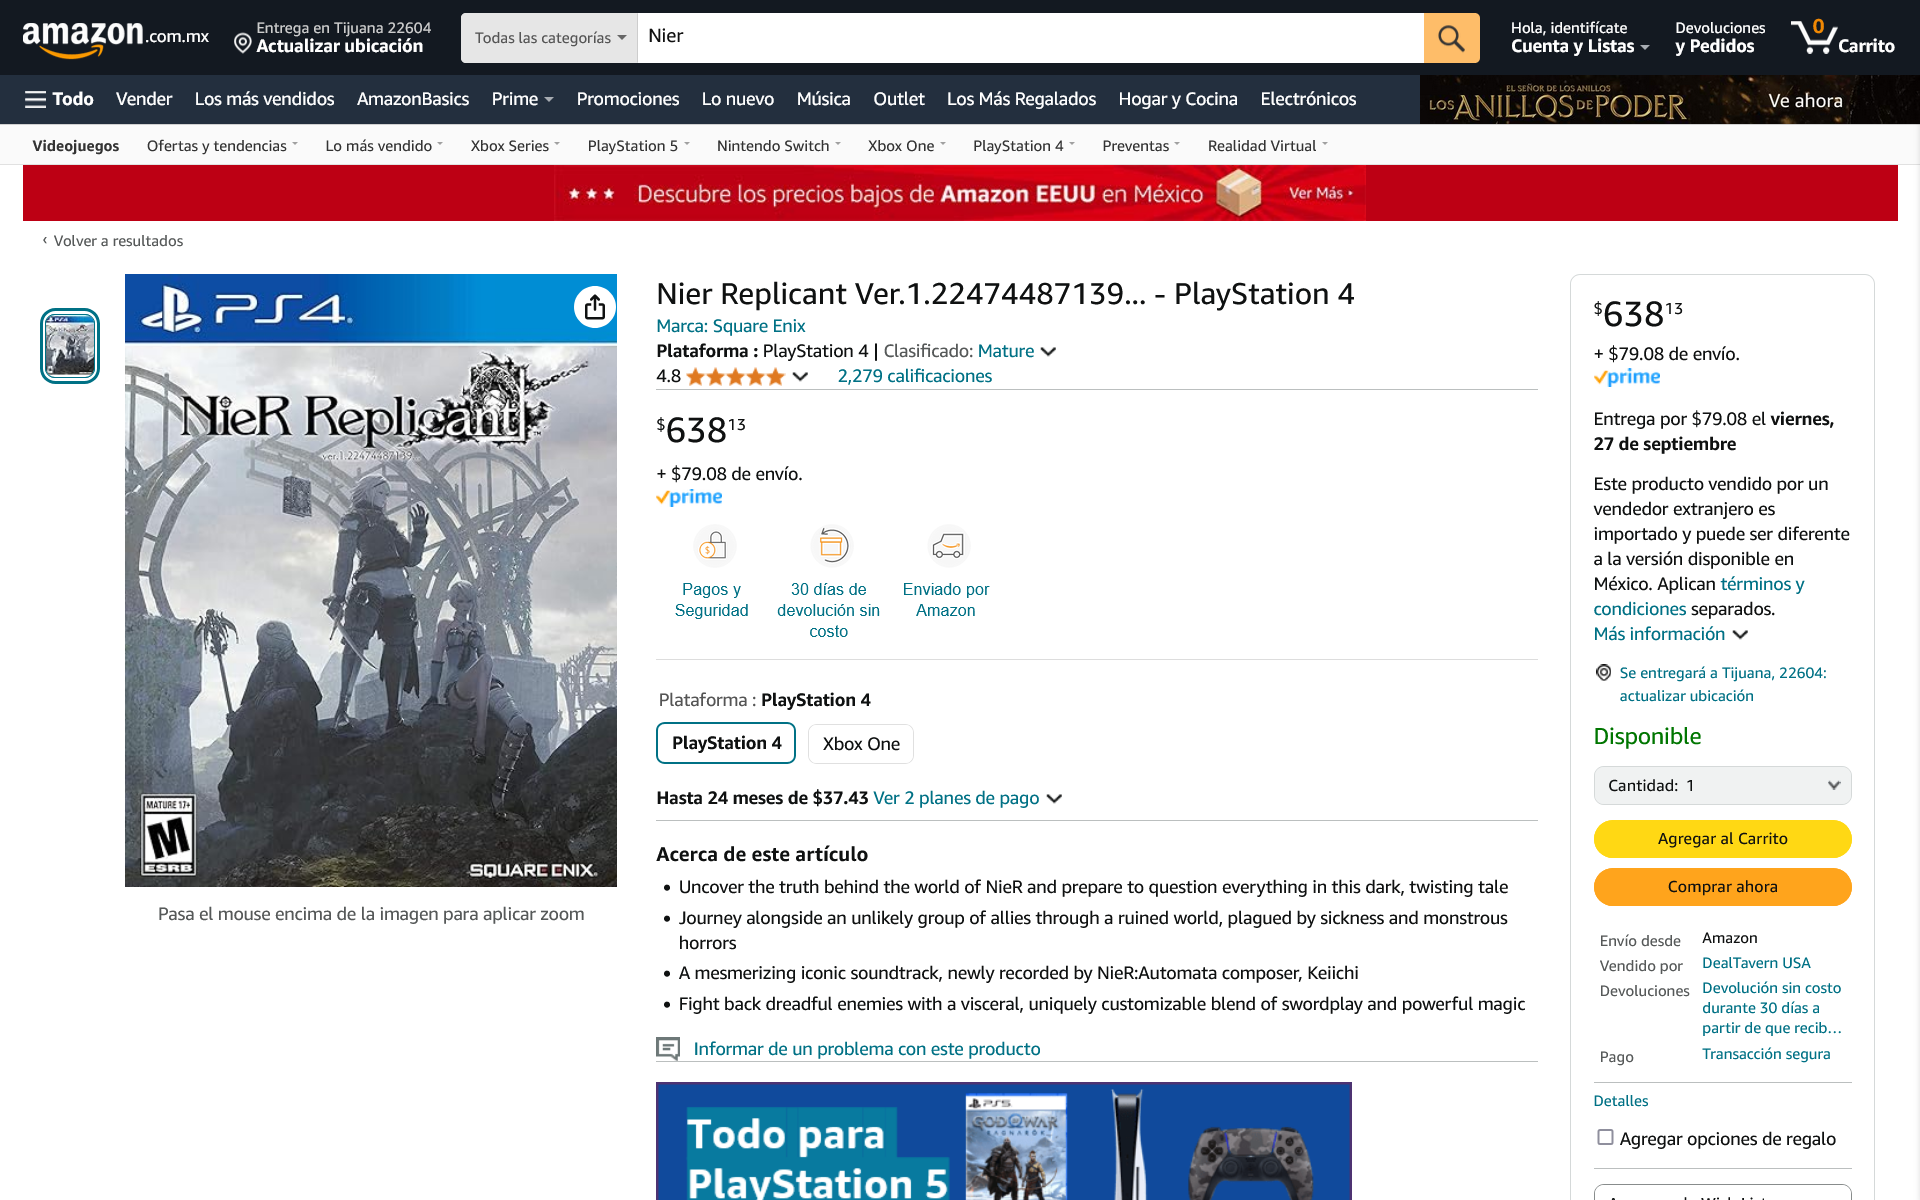 amazon.com.mx
Entrega en Tijuana 22604
Actualizar ubicación
Todas las categorías
Nier
Hola, identifícate
Cuenta y Listas
Devoluciones
y Pedidos
0
Carrito
Todo
Vender
Los más vendidos
AmazonBasics
Prime
Promociones
Lo nuevo
Música
Outlet
Los Más Regalados
Hogar y Cocina
Electrónicos
EL SEÑOR DE LOS ANILLOS
LOS ANILLOS DE PODER
Ve ahora
Videojuegos
Ofertas y tendencias
Lo más vendido
Xbox Series
PlayStation 5
Nintendo Switch
Xbox One
PlayStation 4
Preventas
Realidad Virtual
Descubre los precios bajos de Amazon EEUU en México
Ver Más
‹ Volver a resultados
PS4
NieR Replicant
ver.1.22474487139...
MATURE 17+
M
ESRB
SQUARE ENIX.
Pasa el mouse encima de la imagen para aplicar zoom
Nier Replicant Ver.1.22474487139... - PlayStation 4
Marca: Square Enix
Plataforma : PlayStation 4 | Clasificado: Mature
4.8
2,279 calificaciones
$638 13
+ $79.08 de envío.
prime
Pagos y
Seguridad
30 días de
devolución sin
costo
Enviado por
Amazon
Plataforma : PlayStation 4
PlayStation 4
Xbox One
Hasta 24 meses de $37.43 Ver 2 planes de pago
Acerca de este artículo
• Uncover the truth behind the world of NieR and prepare to question everything in this dark, twisting tale
• Journey alongside an unlikely group of allies through a ruined world, plagued by sickness and monstrous
horrors
• A mesmerizing iconic soundtrack, newly recorded by NieR:Automata composer, Keiichi
• Fight back dreadful enemies with a visceral, uniquely customizable blend of swordplay and powerful magic
Informar de un problema con este producto
Todo para
PlayStation 5
PS5
GOD OF WAR
RAGNARÖK
$638 13
+ $79.08 de envío.
prime
Entrega por $79.08 el viernes,
27 de septiembre
Este producto vendido por un
vendedor extranjero es
importado y puede ser diferente
a la versión disponible en
México. Aplican términos y
condiciones separados.
Más información
Se entregará a Tijuana, 22604:
actualizar ubicación
Disponible
Cantidad: 1
Agregar al Carrito
Comprar ahora
Envío desde
Amazon
Vendido por
DealTavern USA
Devoluciones
Devolución sin costo
durante 30 días a
partir de que recib...
Pago
Transacción segura
Detalles
Agregar opciones de regalo